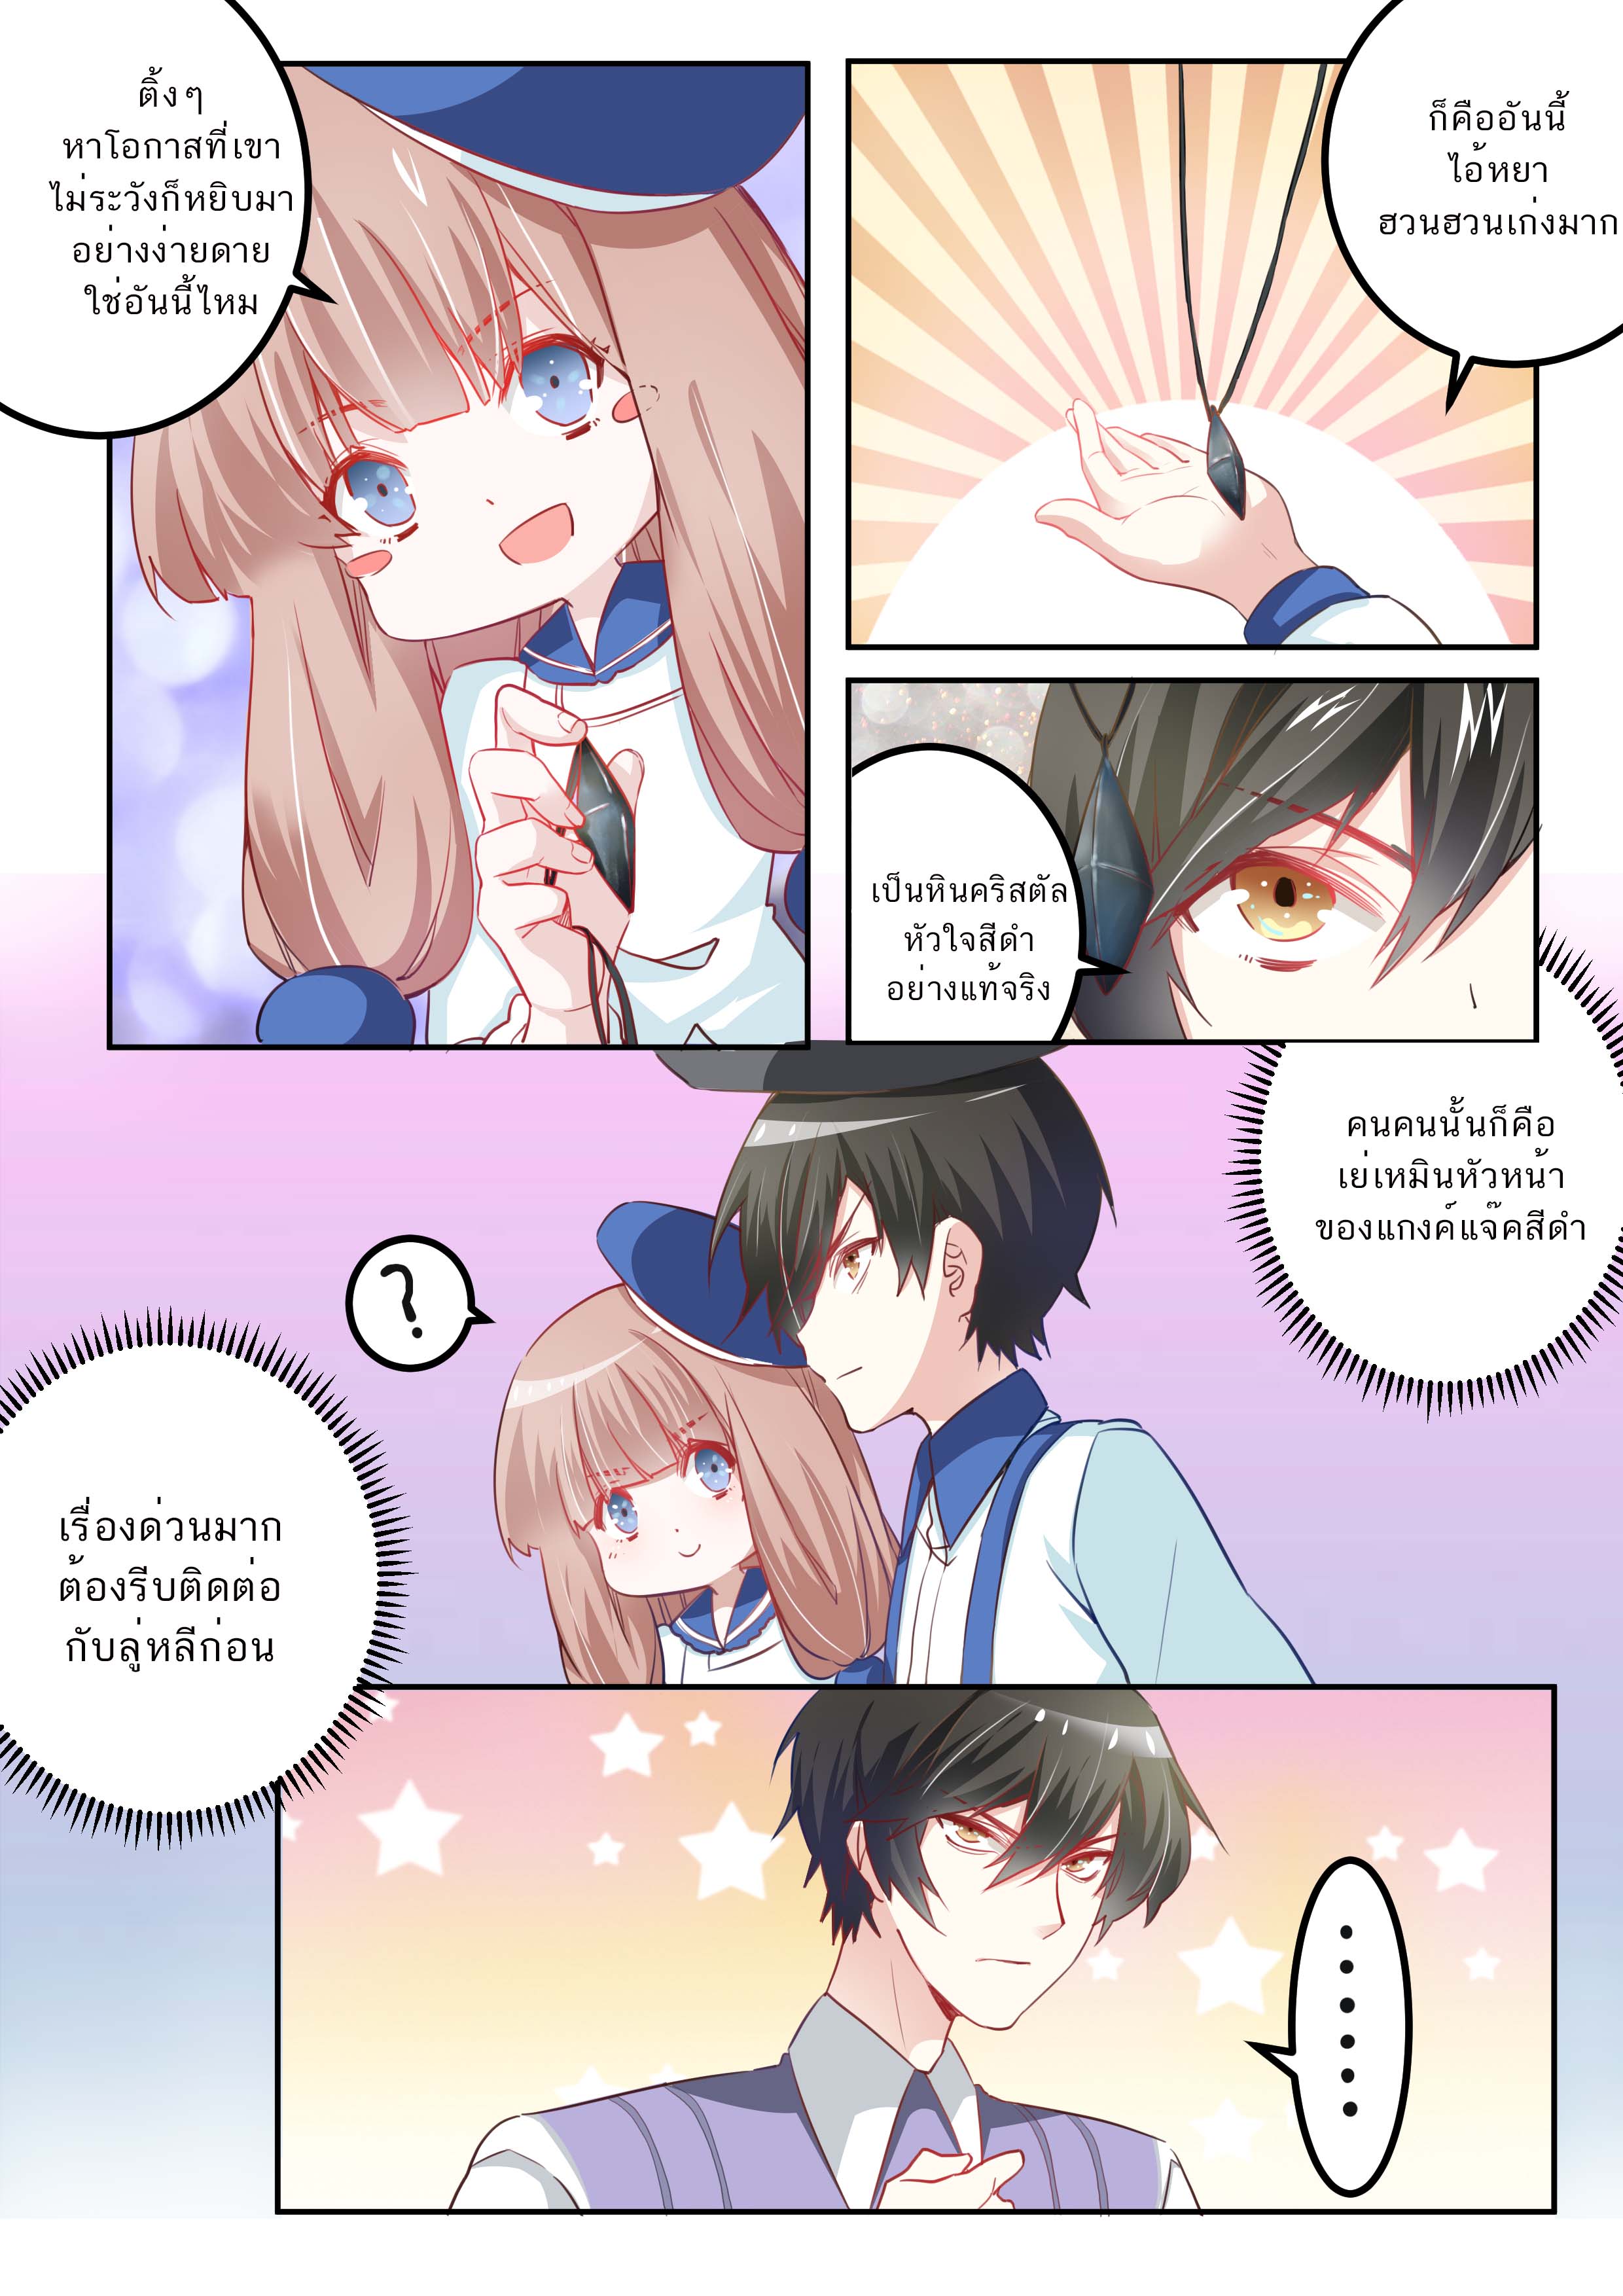 ติ้งๆ
หาโอกาสที่เขา
ไม่ระวังก็หยิบมา
อย่างง่ายดาย
ใช่อันนี้ไหม
ก็คืออันนี้
ไอ้หยา
ฮวนฮวนเก่งมาก
เป็นหินคริสตัล
หัวใจสีดำ
อย่างแท้จริง
คนคนนั้นก็คือ
เย่เหมินหัวหน้า
ของแกงค์แจ๊คสีดำ
?
เรื่องด่วนมาก
ต้องรีบติดต่อ
กับลู่หลีก่อน
......